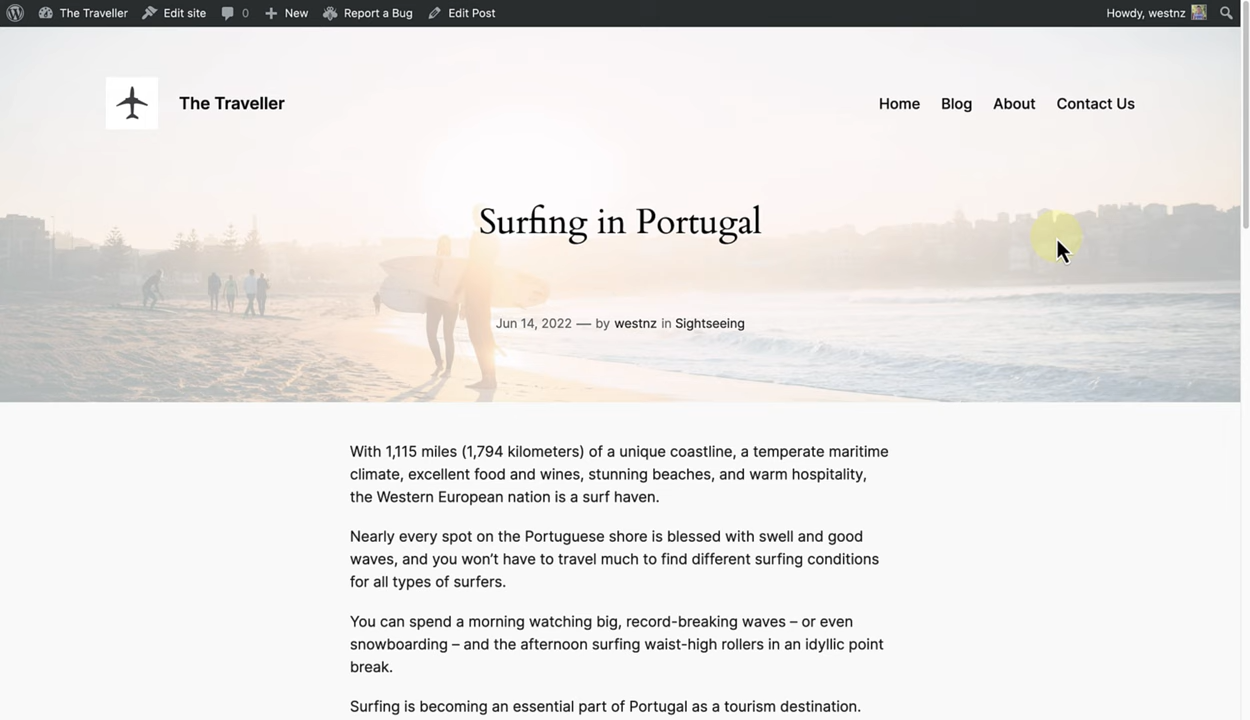 The Traveller Edit site 0 New Report a Bug Edit Post Howdy, westnz
The Traveller Home Blog About Contact Us
Surfing in Portugal
Jun 14, 2022 — by westnz in Sightseeing
With 1,115 miles (1,794 kilometers) of a unique coastline, a temperate maritime
climate, excellent food and wines, stunning beaches, and warm hospitality,
the Western European nation is a surf haven.
Nearly every spot on the Portuguese shore is blessed with swell and good
waves, and you won’t have to travel much to find different surfing conditions
for all types of surfers.
You can spend a morning watching big, record-breaking waves – or even
snowboarding – and the afternoon surfing waist-high rollers in an idyllic point
break.
Surfing is becoming an essential part of Portugal as a tourism destination.